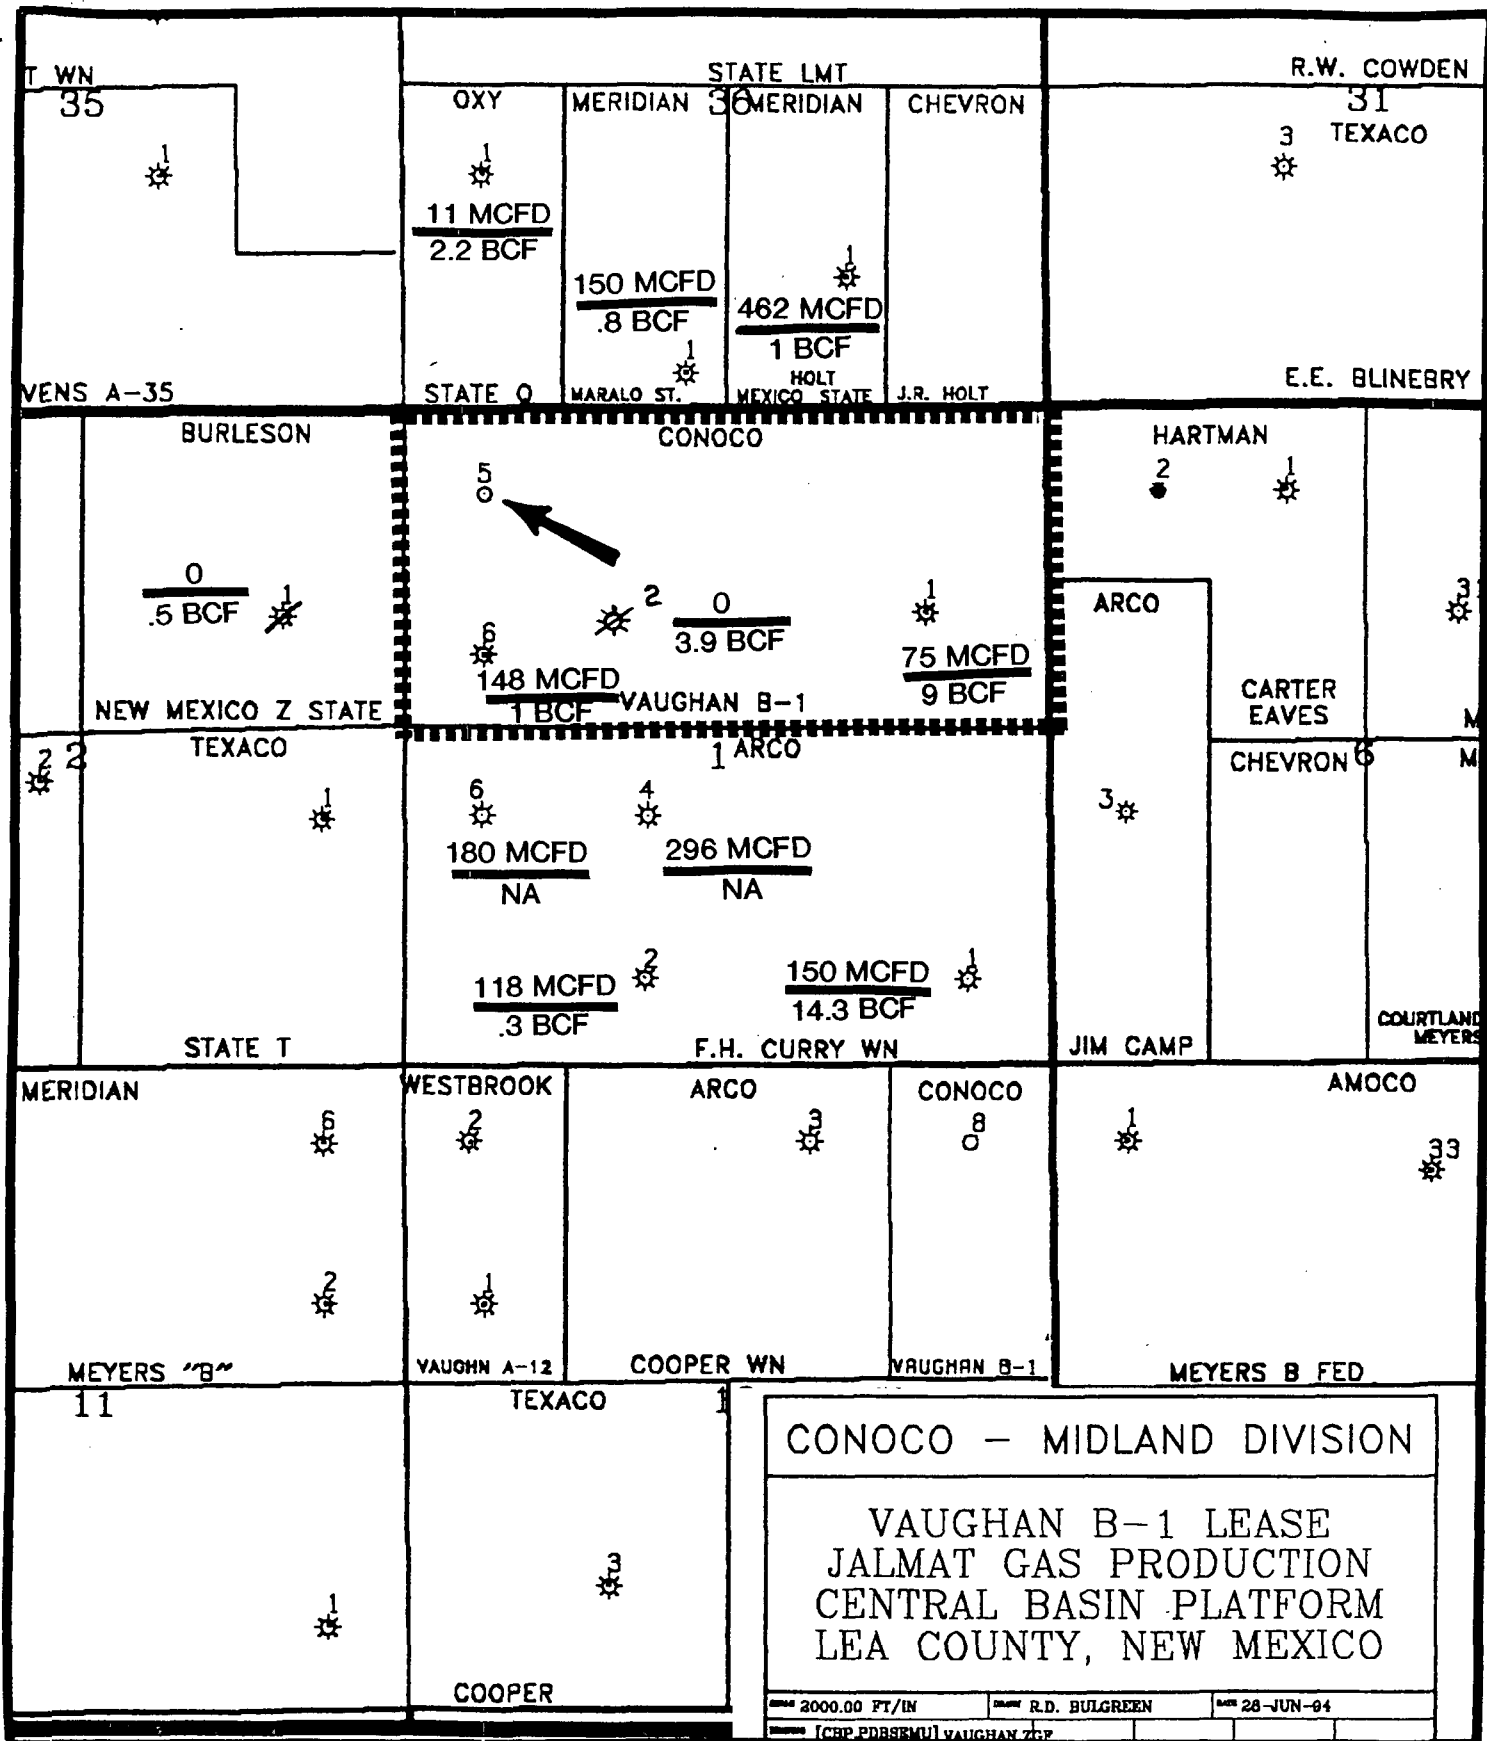 T WN
35
STATE LMT
36
R.W. COWDEN
31
TEXACO
3
OXY
MERIDIAN
MERIDIAN
CHEVRON
1
1
11 MCFD
2.2 BCF
150 MCFD
.8 BCF
1
1
462 MCFD
1 BCF
VENS A-35
STATE Q
MARALO ST.
HOLT
MEXICO STATE
J.R. HOLT
E.E. BLINEBRY
BURLESON
CONOCO
HARTMAN
5
2
1
0
.5 BCF
1
2
0
3.9 BCF
1
ARCO
31
6
148 MCFD
1 BCF
75 MCFD
9 BCF
CARTER
EAVES
M
NEW MEXICO Z STATE
VAUGHAN B-1
2
2
TEXACO
1
ARCO
CHEVRON
6
M
1
6
4
3
180 MCFD
NA
296 MCFD
NA
2
1
118 MCFD
.3 BCF
150 MCFD
14.3 BCF
COURTLAND
MEYERS
STATE T
F.H. CURRY WN
JIM CAMP
MERIDIAN
WESTBROOK
ARCO
CONOCO
AMOCO
6
2
3
8
1
33
2
1
MEYERS "B"
VAUGHN A-12
COOPER WN
VAUGHAN B-1
MEYERS B FED
11
TEXACO
1
3
1
COOPER
CONOCO - MIDLAND DIVISION
VAUGHAN B-1 LEASE
JALMAT GAS PRODUCTION
CENTRAL BASIN PLATFORM
LEA COUNTY, NEW MEXICO
2000.00 FT/IN
R.D. BULGREEN
DATE 28-JUN-94
[CBP.PDBSEMU] VAUGHAN.ZGF